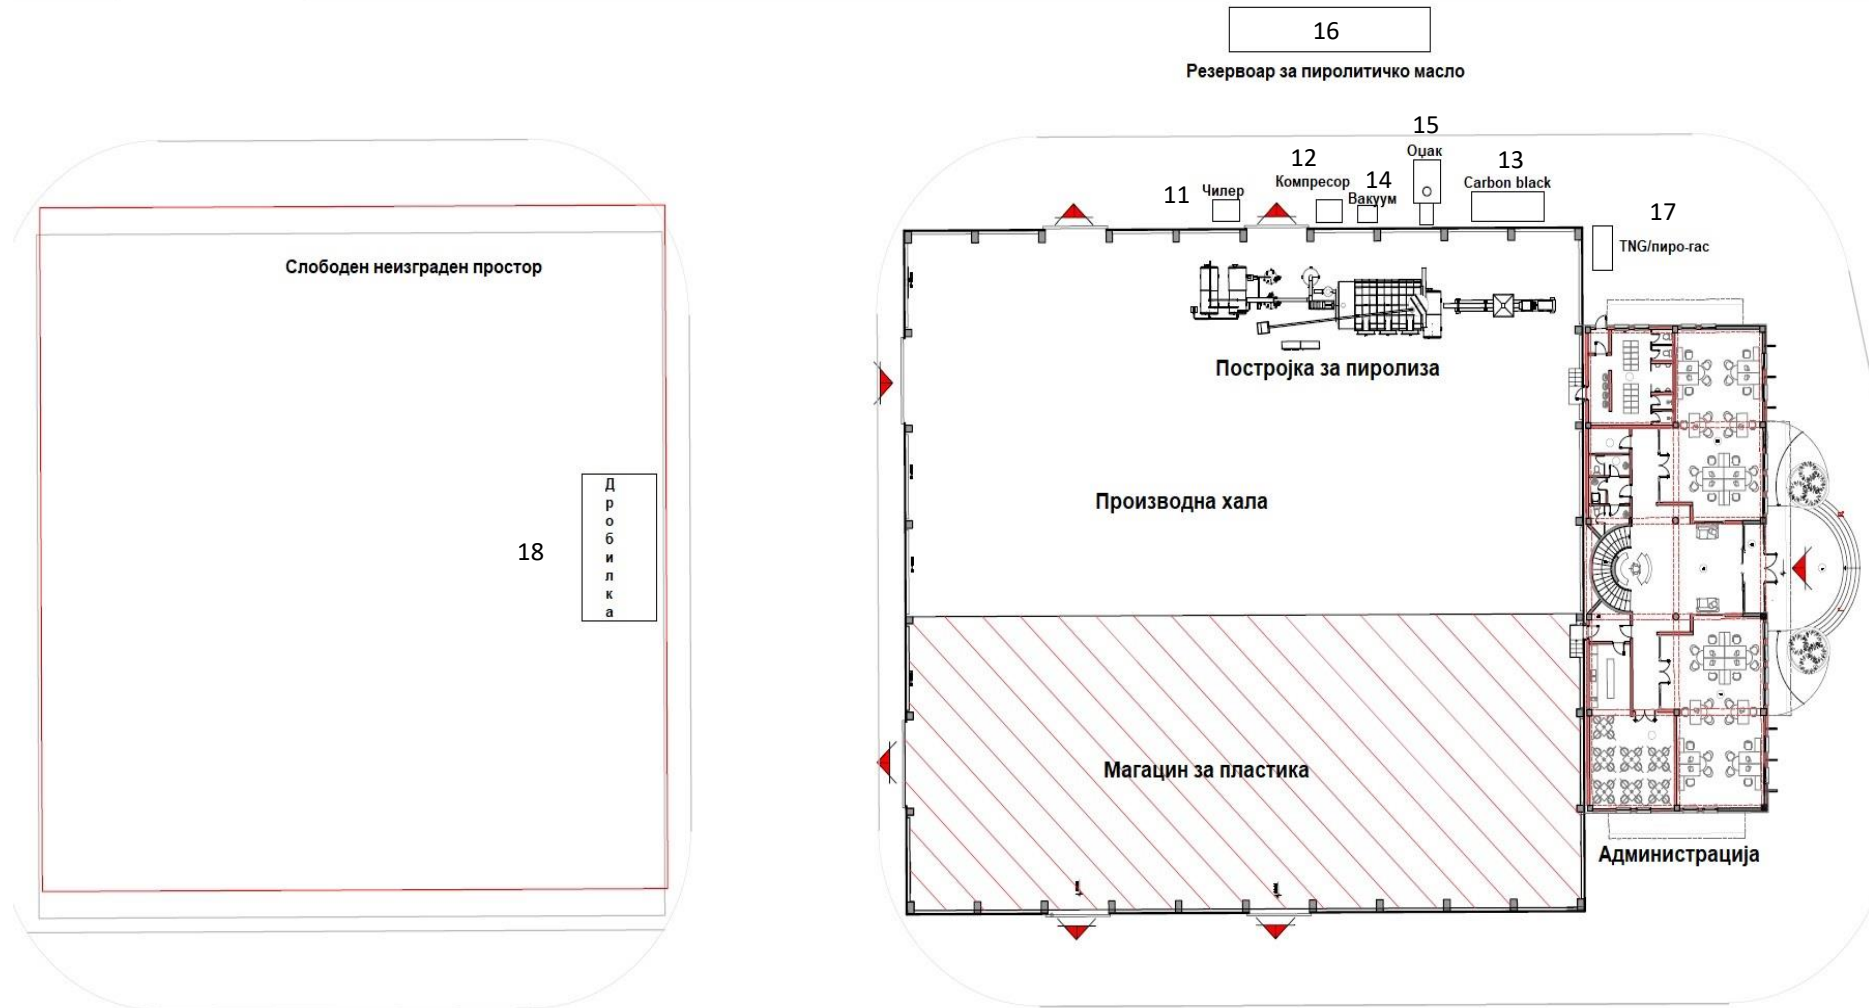 16
Резервоар за пиролитичко масло
15
Оџак
12
Компресор
13
Carbon black
14
Вакуум
11
Чилер
17
TNG/пиро-гас
Слободен неизграден простор
Постројка за пиролиза
Производна хала
18
Дробилка
Магацин за пластика
Администрација